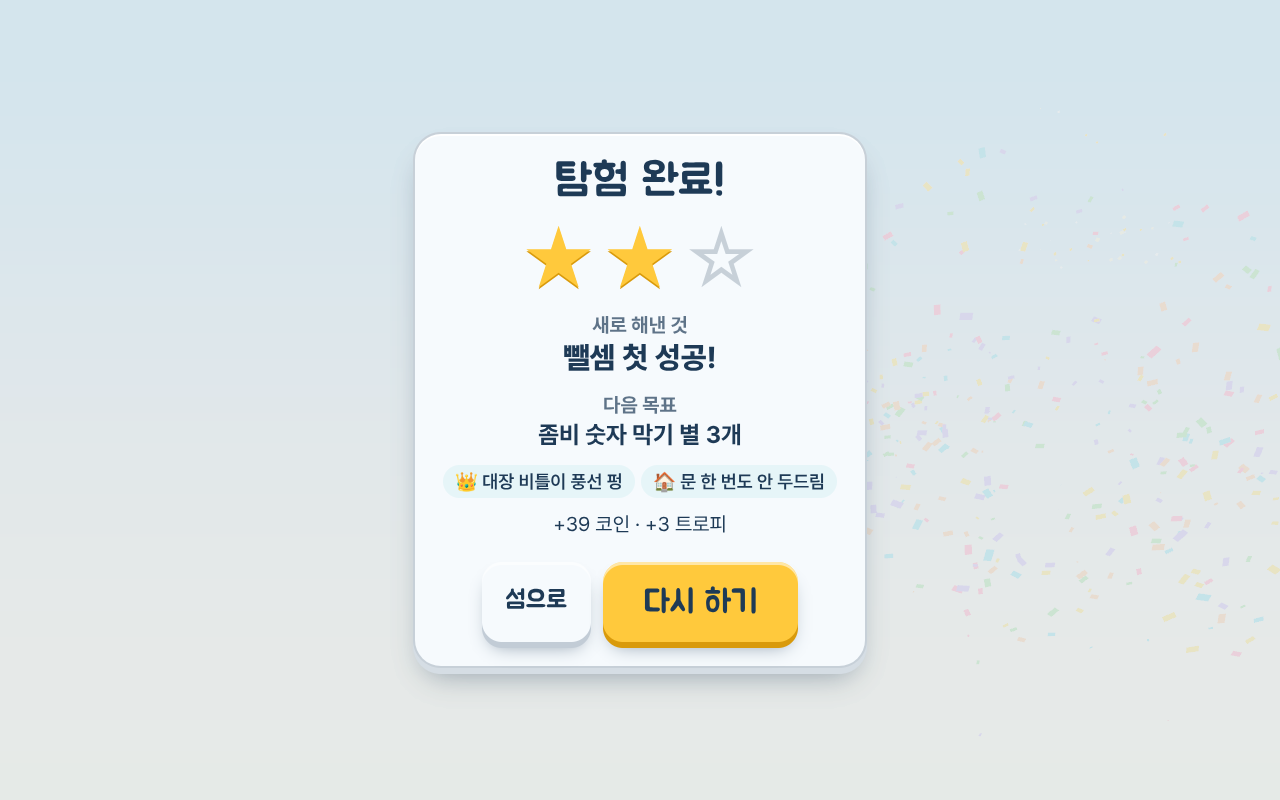 탐험 완료!
새로 해낸 것
뺄셈 첫 성공!
다음 목표
좀비 숫자 막기 별 3개
👑 대장 비틀이 풍선 펑 🏠 문 한 번도 안 두드림
+39 코인 · +3 트로피
섬으로 다시 하기